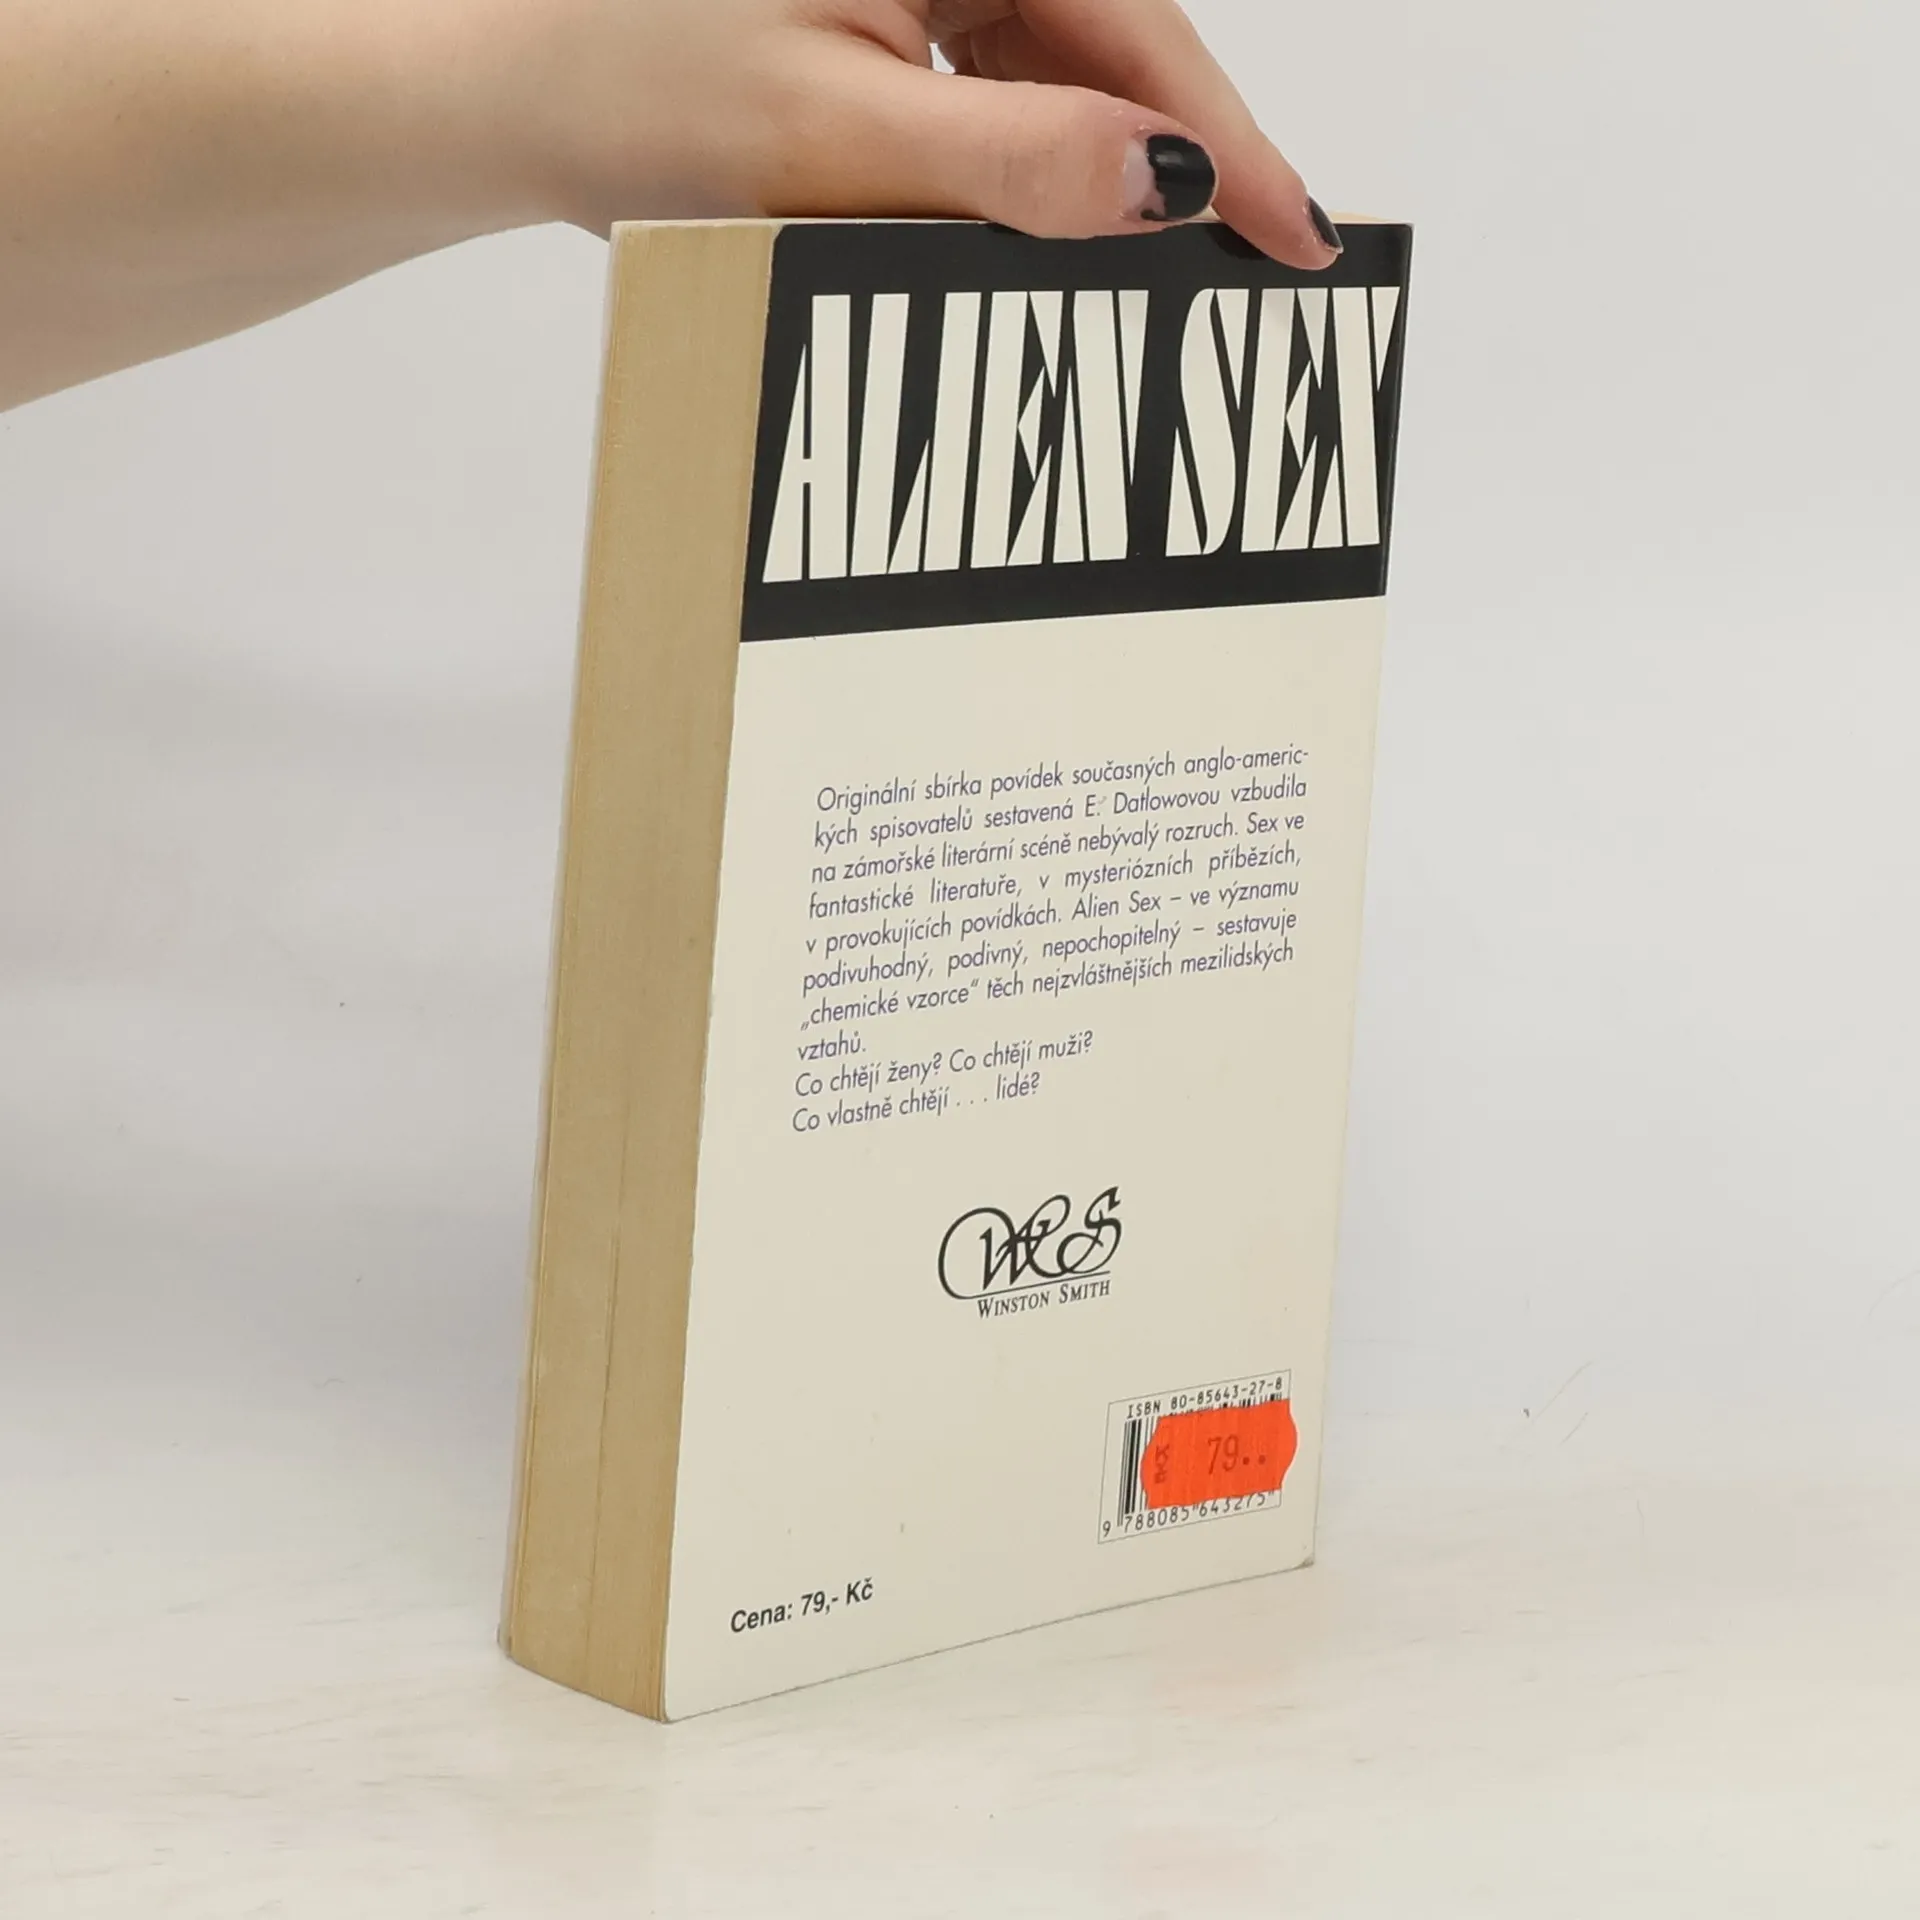 ALIEN SEX
Originální sbírka povídek současných anglo-americ-
kých spisovatelů sestavená E. Datlowovou vzbudila
na zámořské literární scéně nebývalý rozruch. Sex ve
fantastické literatuře, v mysteriózních příbězích,
v provokujících povídkách. Alien Sex – ve významu
podivuhodný, podivný, nepochopitelný – sestavuje
„chemické vzorce“ těch nejzvláštnějších mezilidských
vztahů.
Co chtějí ženy? Co chtějí muži?
Co vlastně chtějí . . . lidé?
WS
WINSTON SMITH
ISBN 80-85643-27-8
Kč 79..
9 788085 643275
Cena: 79,- Kč